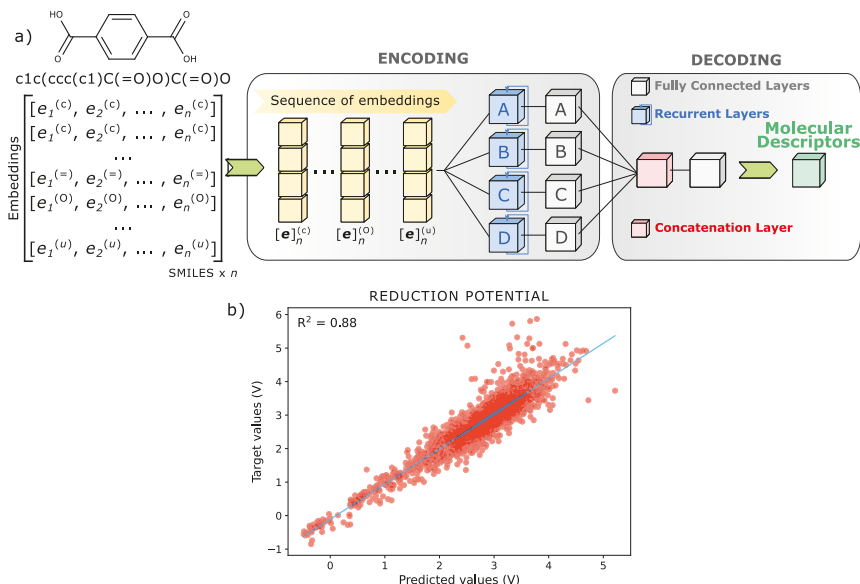 a)
HO
O
O
OH
c1c(ccc(c1)C(=O)O)C(=O)O
Embeddings
[e₁⁽ᶜ⁾, e₂⁽ᶜ⁾, ... , eₙ⁽ᶜ⁾]
[e₁⁽ᶜ⁾, e₂⁽ᶜ⁾, ... , eₙ⁽ᶜ⁾]
...
[e₁⁽⁼⁾, e₂⁽⁼⁾, ... , eₙ⁽⁼⁾]
[e₁⁽ᴼ⁾, e₂⁽ᴼ⁾, ... , eₙ⁽ᴼ⁾]
...
[e₁⁽ᵘ⁾, e₂⁽ᵘ⁾, ... , eₙ⁽ᵘ⁾]
SMILES x n
ENCODING
Sequence of embeddings
... ...
[e]ₙ⁽ᶜ⁾ [e]ₙ⁽ᴼ⁾ [e]ₙ⁽ᵘ⁾
A A
B B
C C
D D
DECODING
Fully Connected Layers
Recurrent Layers
Molecular
Descriptors
Concatenation Layer
b)
REDUCTION POTENTIAL
R² = 0.88
Target values (V)
6
5
4
3
2
1
0
−1
0 1 2 3 4 5
Predicted values (V)